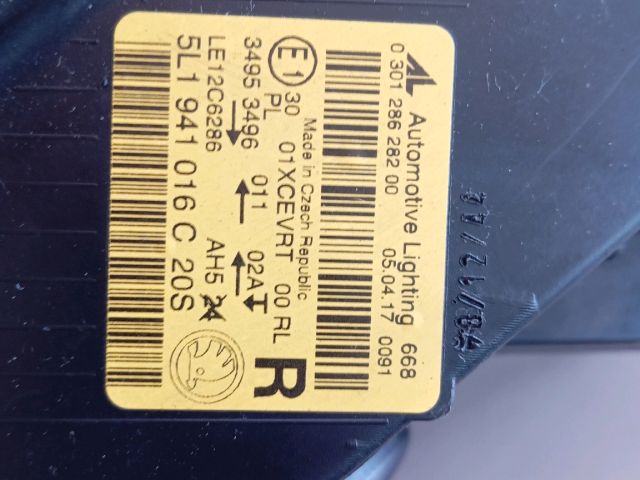 AL Automotive Lighting 668
0 301 286 282 00 05.04.17 0091
Made in Czech Republic
E1 30 01XCEVRT 00 RL R
PL
3495 3496 011 02A
LE12C6286 AH5
5L1 941 016 C 20S